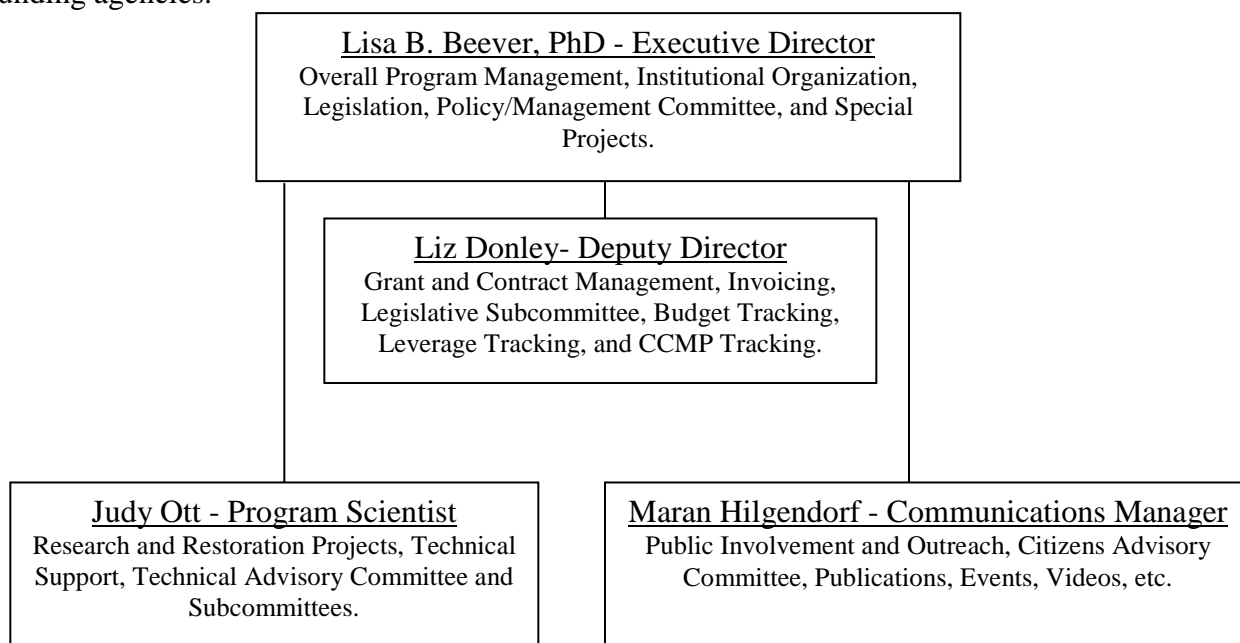 agencies.
Lisa B. Beever, PhD - Executive Director
Overall Program Management, Institutional Organization,
Legislation, Policy/Management Committee, and Special
Projects.
Liz Donley- Deputy Director
Grant and Contract Management, Invoicing,
Legislative Subcommittee, Budget Tracking,
Leverage Tracking, and CCMP Tracking.
Judy Ott - Program Scientist
Research and Restoration Projects, Technical
Support, Technical Advisory Committee and
Subcommittees.
Maran Hilgendorf - Communications Manager
Public Involvement and Outreach, Citizens Advisory
Committee, Publications, Events, Videos, etc.